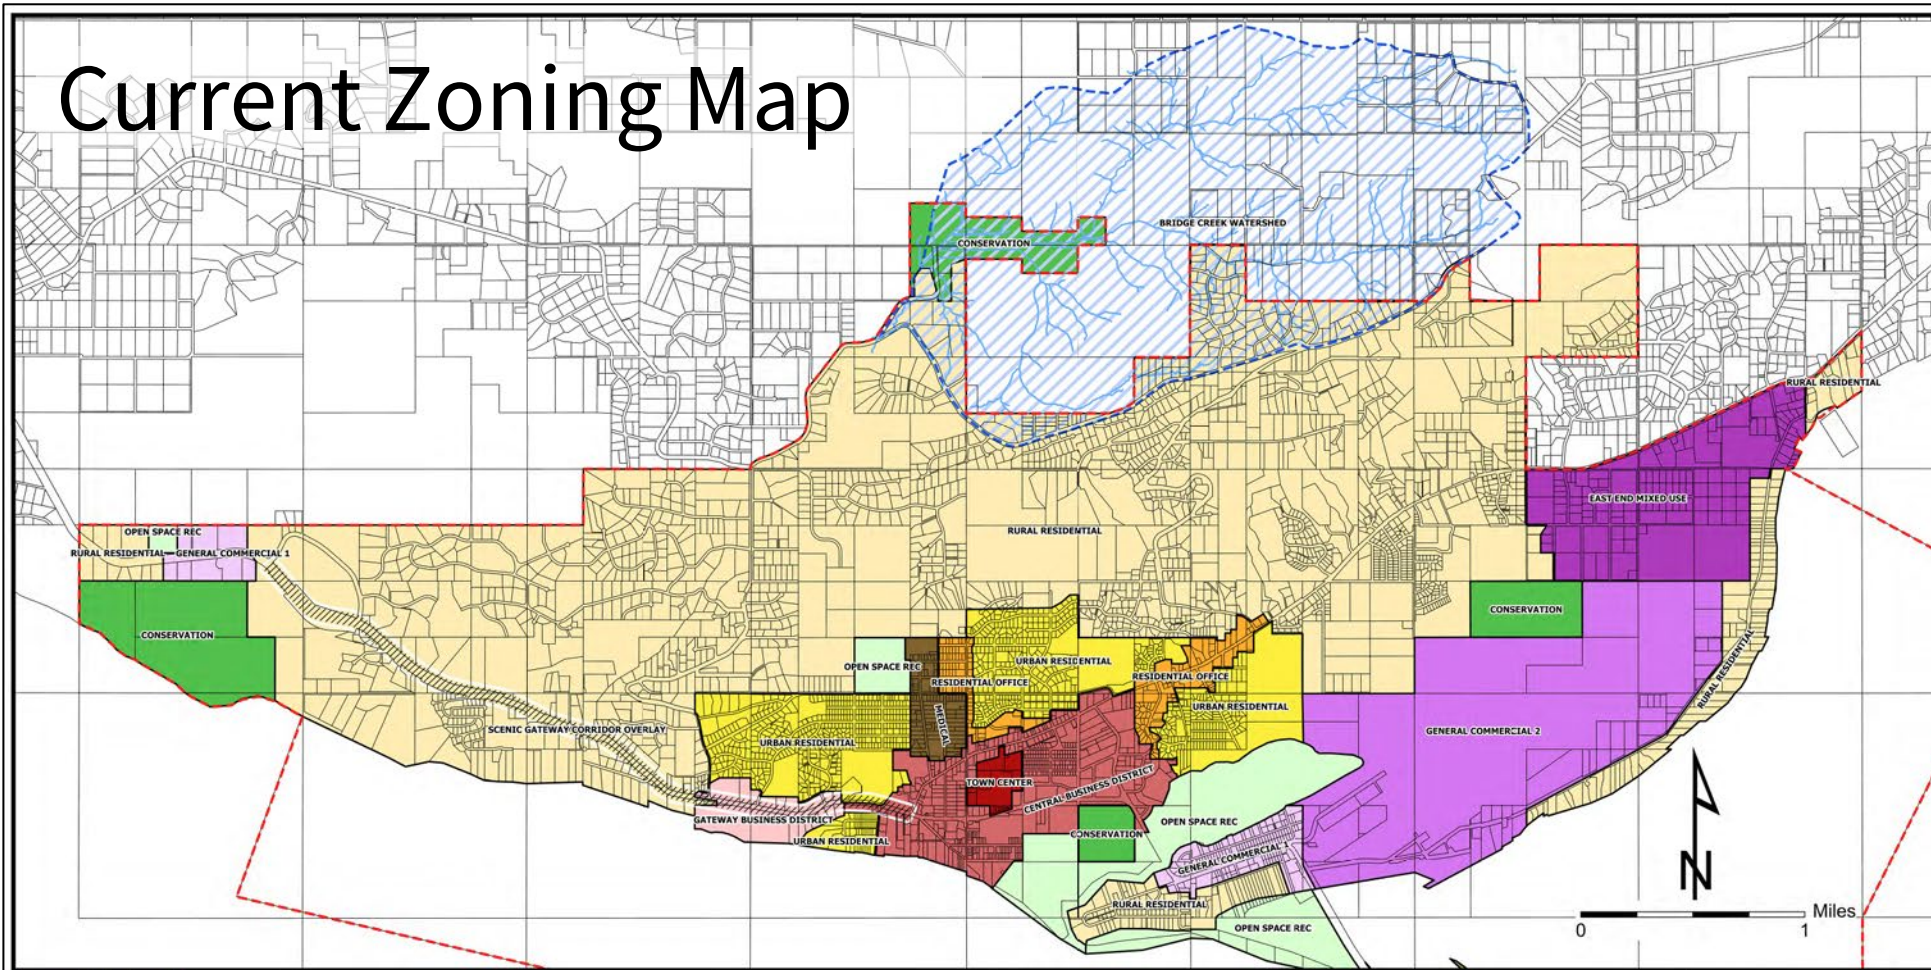 Current Zoning Map
BRIDGE CREEK WATERSHED
CONSERVATION
RURAL RESIDENTIAL
EAST END MIXED USE
RURAL RESIDENTIAL
OPEN SPACE REC
RURAL RESIDENTIAL
GENERAL COMMERCIAL 1
CONSERVATION
CONSERVATION
OPEN SPACE REC
URBAN RESIDENTIAL
RESIDENTIAL OFFICE
RESIDENTIAL OFFICE
RURAL RESIDENTIAL
MEDICAL
URBAN RESIDENTIAL
SCENIC GATEWAY CORRIDOR OVERLAY
GENERAL COMMERCIAL 2
URBAN RESIDENTIAL
TOWN CENTER
CENTRAL BUSINESS DISTRICT
GATEWAY BUSINESS DISTRICT
OPEN SPACE REC
CONSERVATION
URBAN RESIDENTIAL
GENERAL COMMERCIAL 1
N
RURAL RESIDENTIAL
Miles
OPEN SPACE REC
0 1